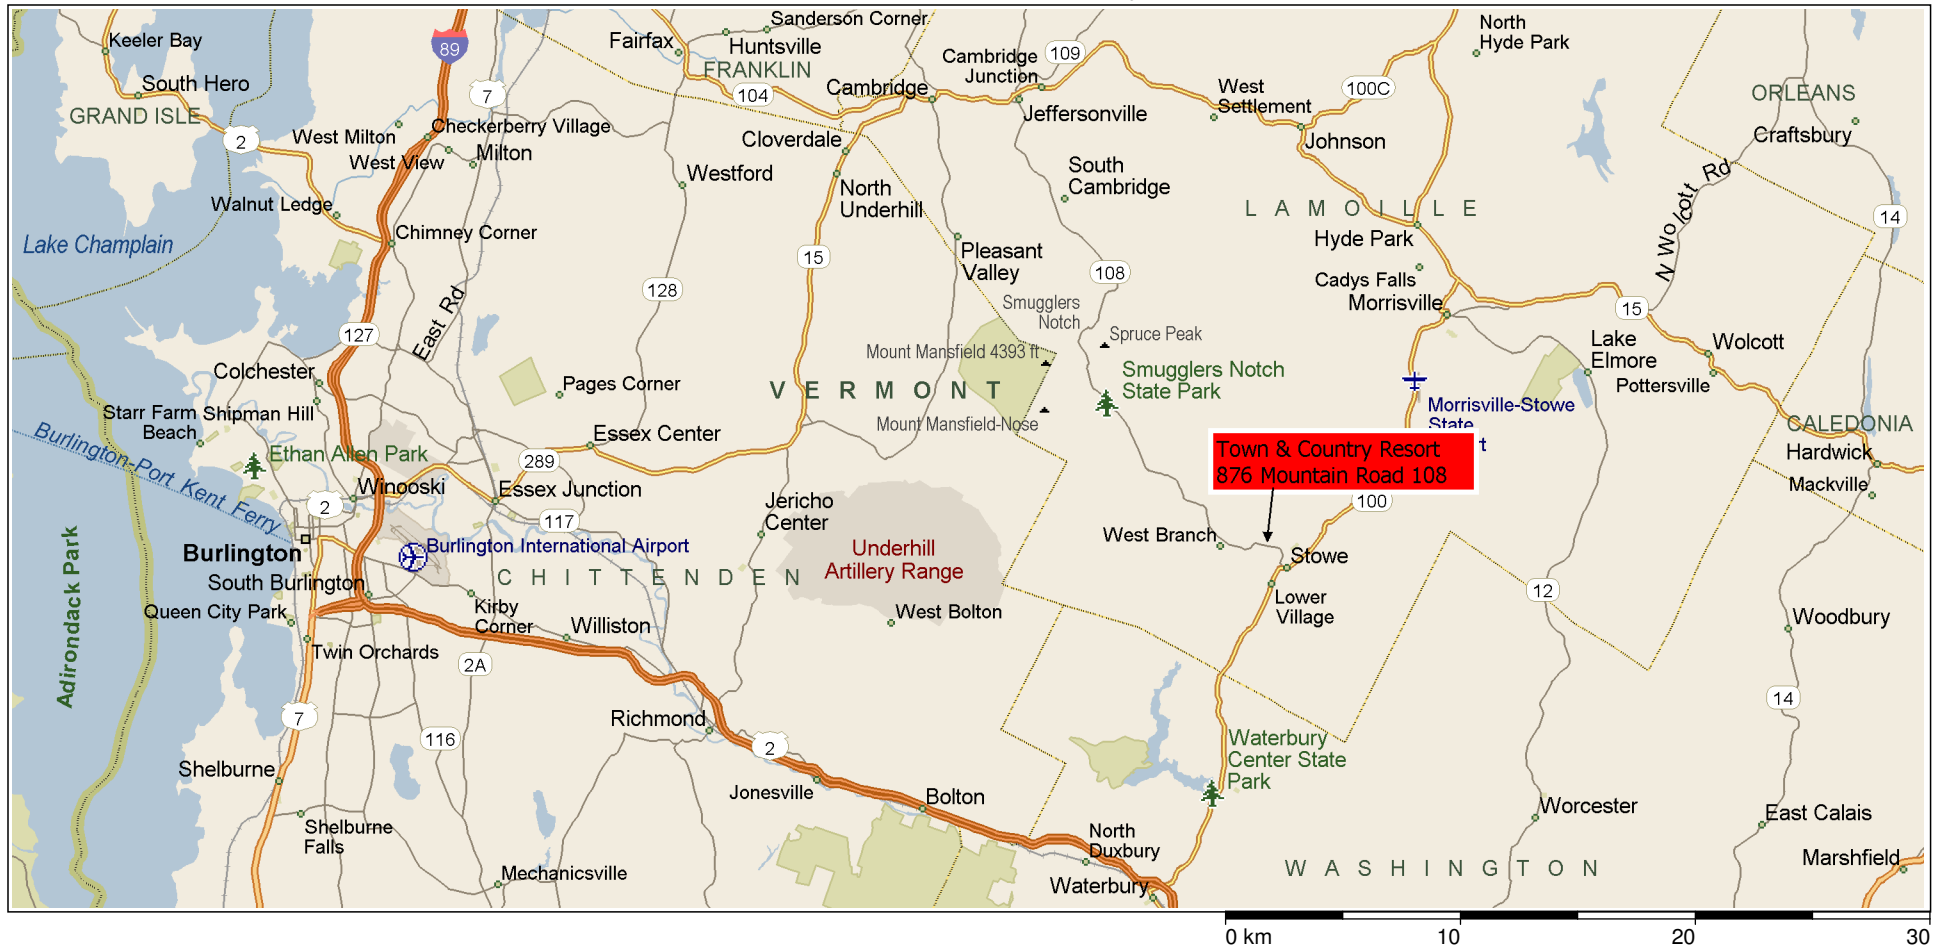 Keeler Bay
South Hero
GRAND ISLE
2
89
7
Fairfax
Sanderson Corner
Huntsville
FRANKLIN
104
Cambridge
Cambridge
Junction
109
Jeffersonville
West
Settlement
100C
North
Hyde Park
ORLEANS
Craftsbury
West Milton
Checkerberry Village
West View
Milton
Cloverdale
Johnson
Westford
South
Cambridge
N Wolcott Rd
Walnut Ledge
North
Underhill
LAMOILLE
14
Lake Champlain
Chimney Corner
Hyde Park
15
Pleasant
Valley
108
Cadys Falls
Morrisville
128
Smugglers
Notch
15
127
East Rd
Spruce Peak
Lake
Elmore
Wolcott
Mount Mansfield 4393 ft
Colchester
Smugglers Notch
State Park
Pages Corner
VERMONT
Pottersville
Starr Farm
Beach
Shipman Hill
Morrisville-Stowe
State
Mount Mansfield-Nose
CALEDONIA
Burlington-Port Kent Ferry
Essex Center
Ethan Allen Park
289
Town & Country Resort
876 Mountain Road 108
Hardwick
Winooski
Essex Junction
Mackville
2
117
Jericho
Center
100
Adirondack Park
Burlington
Burlington International Airport
West Branch
Underhill
Artillery Range
Stowe
South Burlington
CHITTENDEN
12
Queen City Park
Kirby
Corner
Williston
West Bolton
Lower
Village
Woodbury
Twin Orchards
2A
14
7
Richmond
116
2
Waterbury
Center State
Park
Shelburne
Jonesville
Bolton
Worcester
East Calais
Shelburne
Falls
North
Duxbury
Mechanicsville
Waterbury
WASHINGTON
Marshfield
0 km
10
20
30